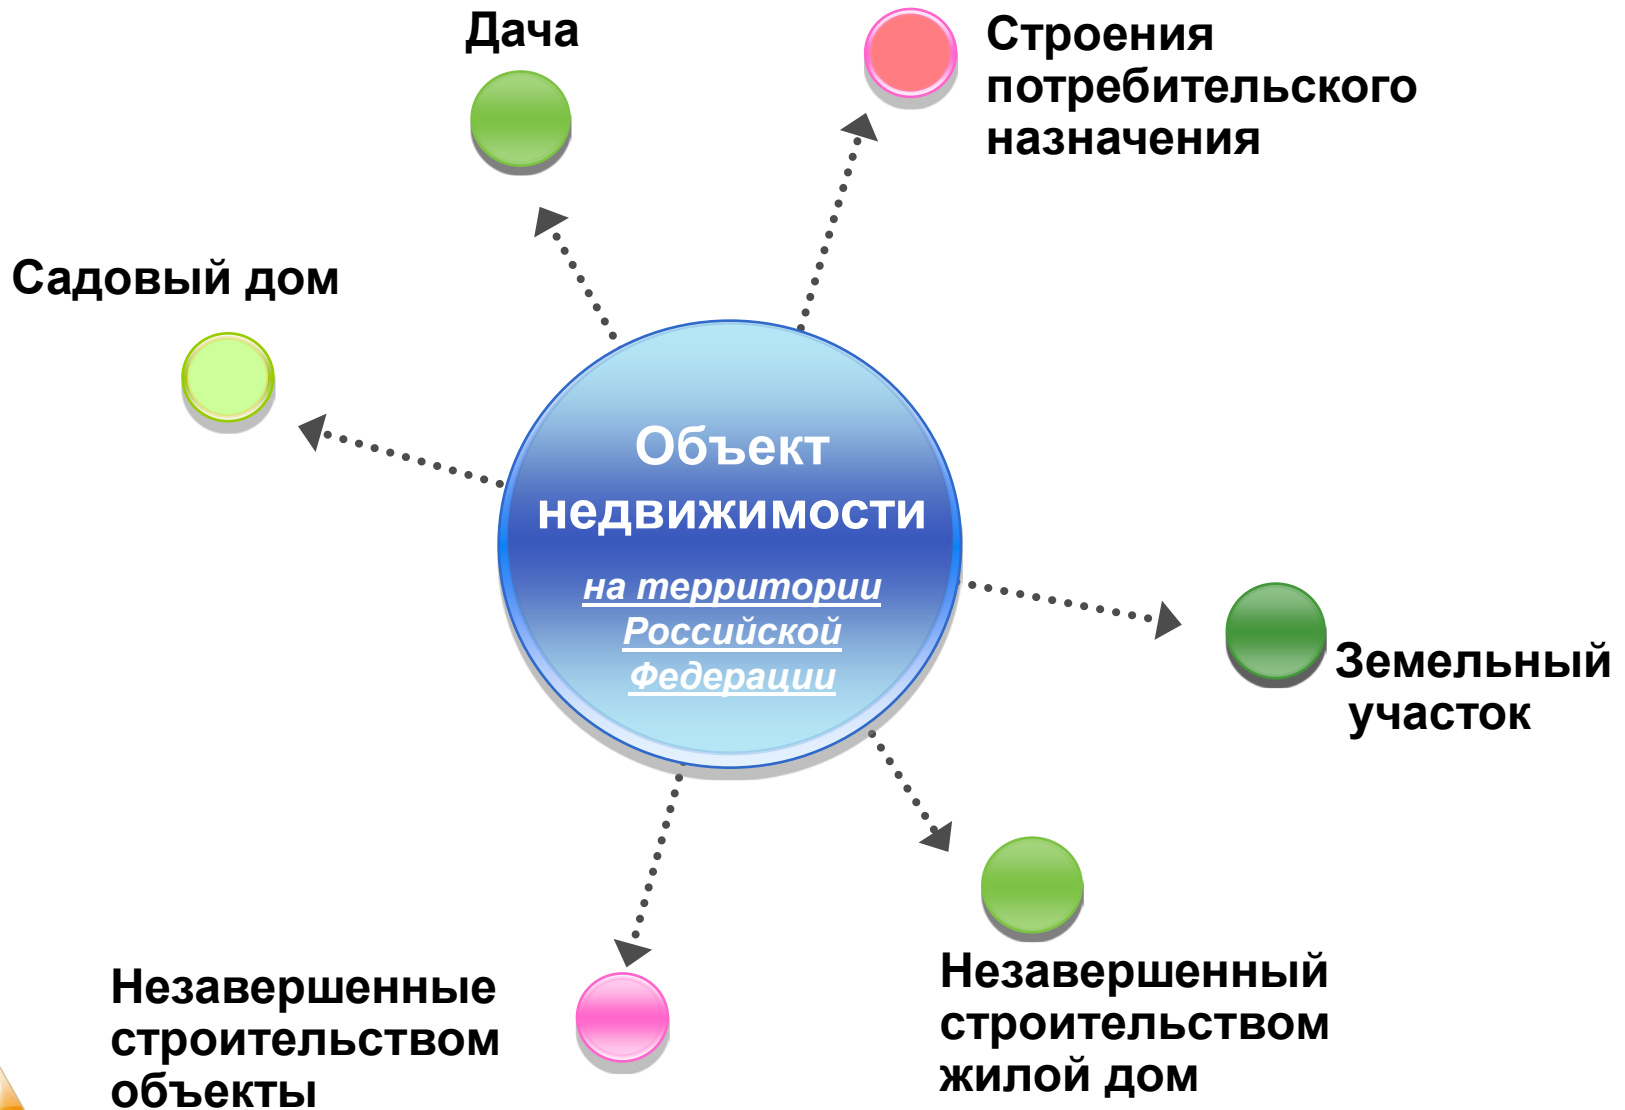 Дача
Строения
потребительского
назначения
Садовый дом
Объект
недвижимости
на территории
Российской
Федерации
Земельный
участок
Незавершенный
строительством
жилой дом
Незавершенные
строительством
объекты